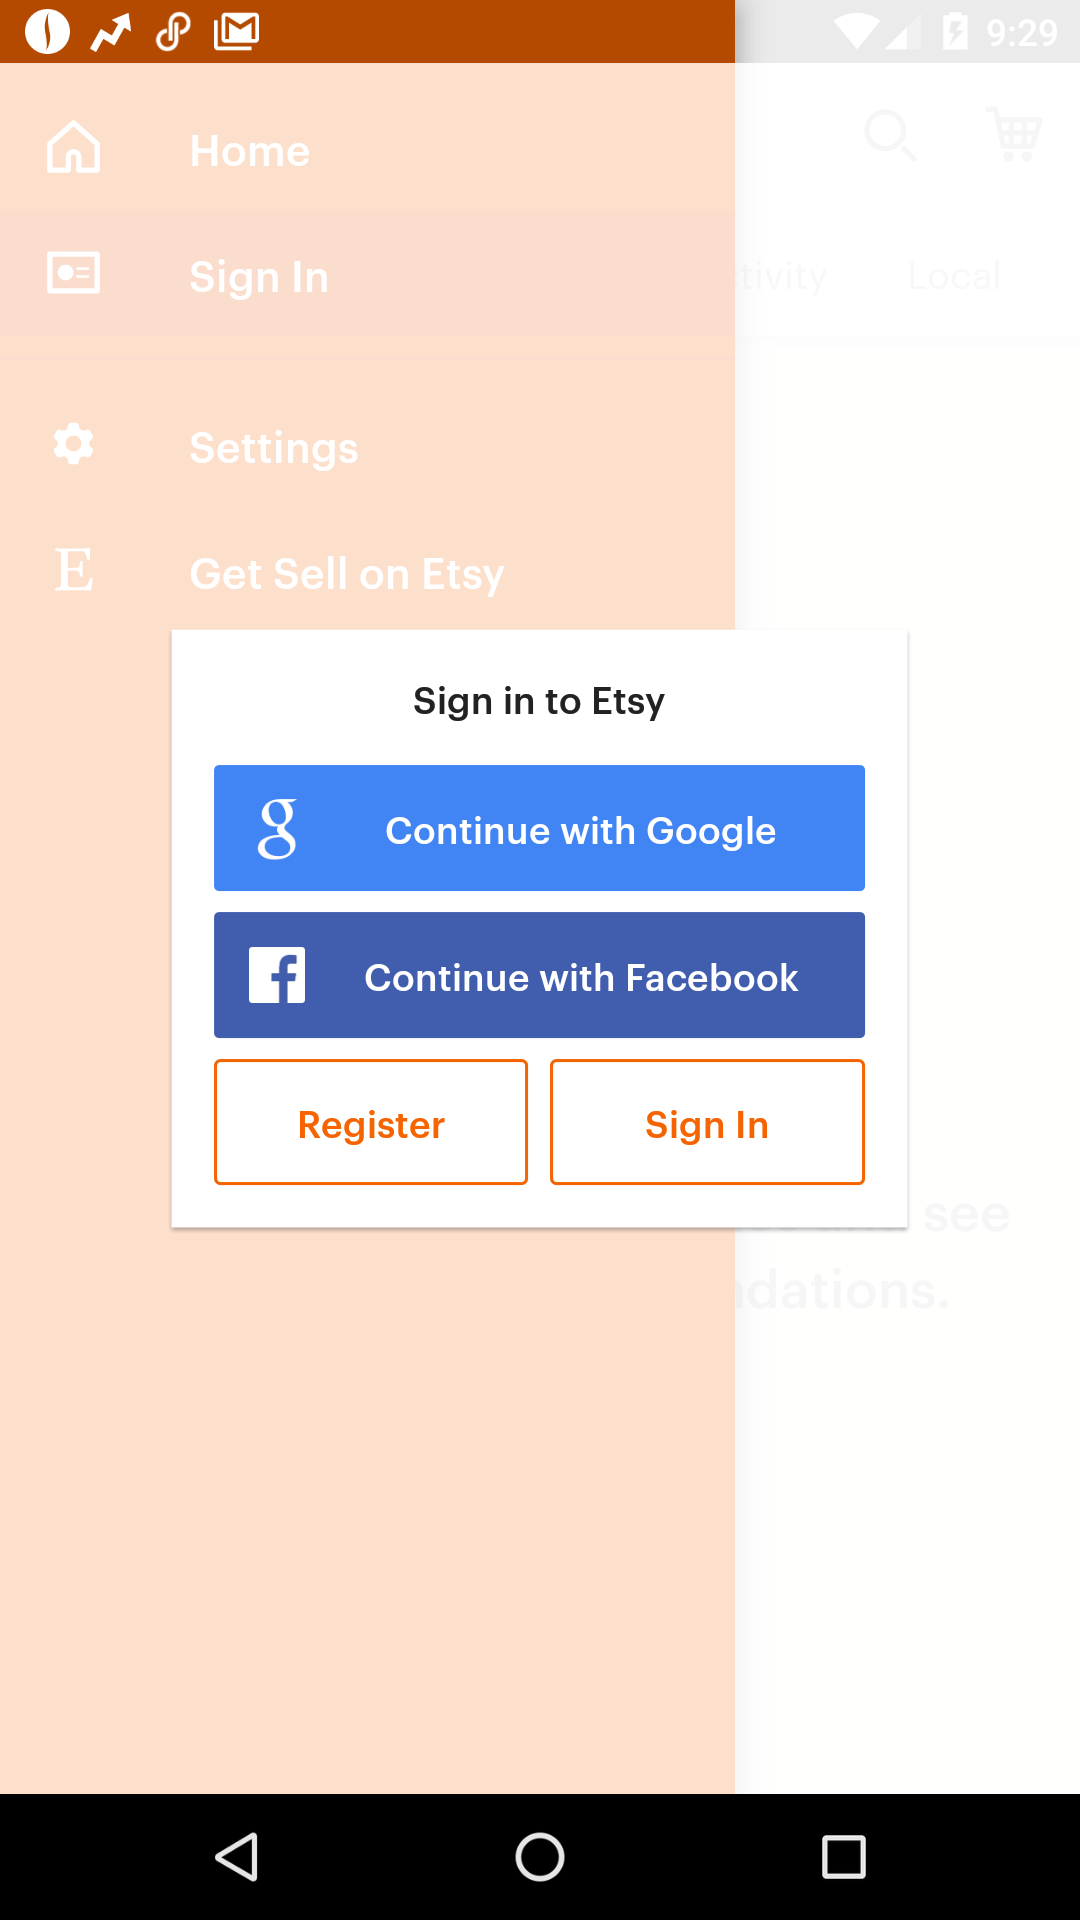 9:29
Home
Sign In
tivity
Local
Settings
E
Get Sell on Etsy
Sign in to Etsy
g Continue with Google
f Continue with Facebook
Register
Sign In
see
dations.